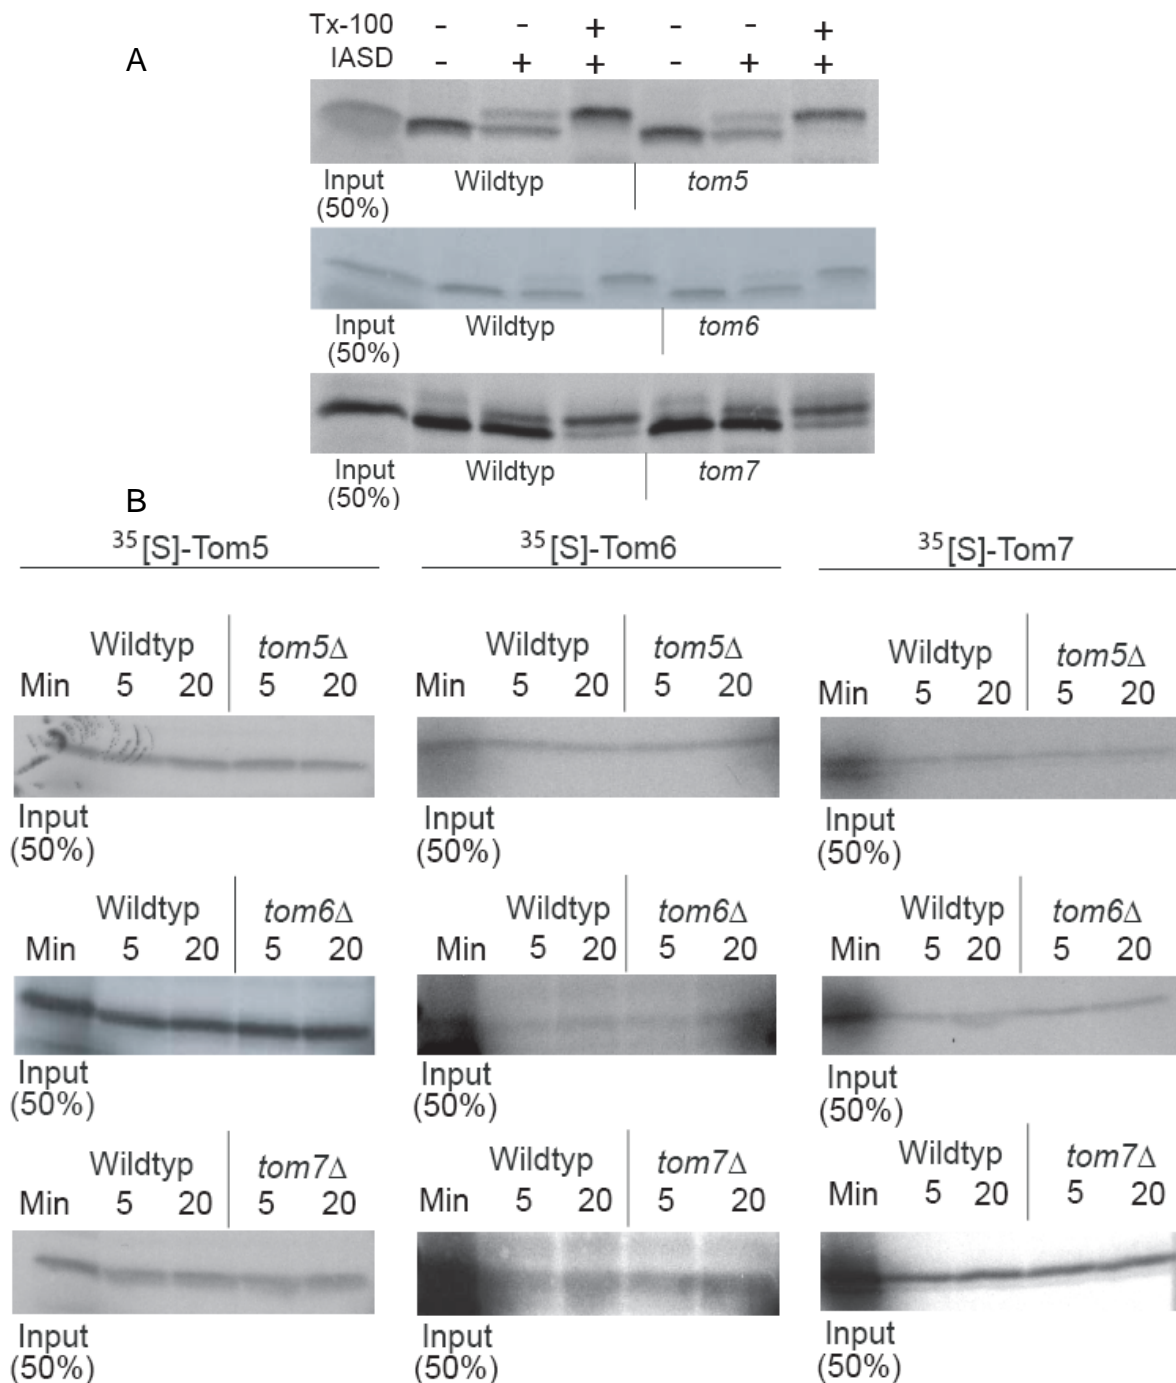 A
Tx-100 - - + - - +
IASD - + + - + +
Input (50%) Wildtyp tom5
Input (50%) Wildtyp tom6
Input (50%) Wildtyp tom7
B
35[S]-Tom5 35[S]-Tom6 35[S]-Tom7
Wildtyp tom5Δ Wildtyp tom5Δ Wildtyp tom5Δ
Min 5 20 5 20 Min 5 20 5 20 Min 5 20 5 20
Input Input Input
(50%) (50%) (50%)
Wildtyp tom6Δ Wildtyp tom6Δ Wildtyp tom6Δ
Min 5 20 5 20 Min 5 20 5 20 Min 5 20 5 20
Input Input Input
(50%) (50%) (50%)
Wildtyp tom7Δ Wildtyp tom7Δ Wildtyp tom7Δ
Min 5 20 5 20 Min 5 20 5 20 Min 5 20 5 20
Input Input Input
(50%) (50%) (50%)